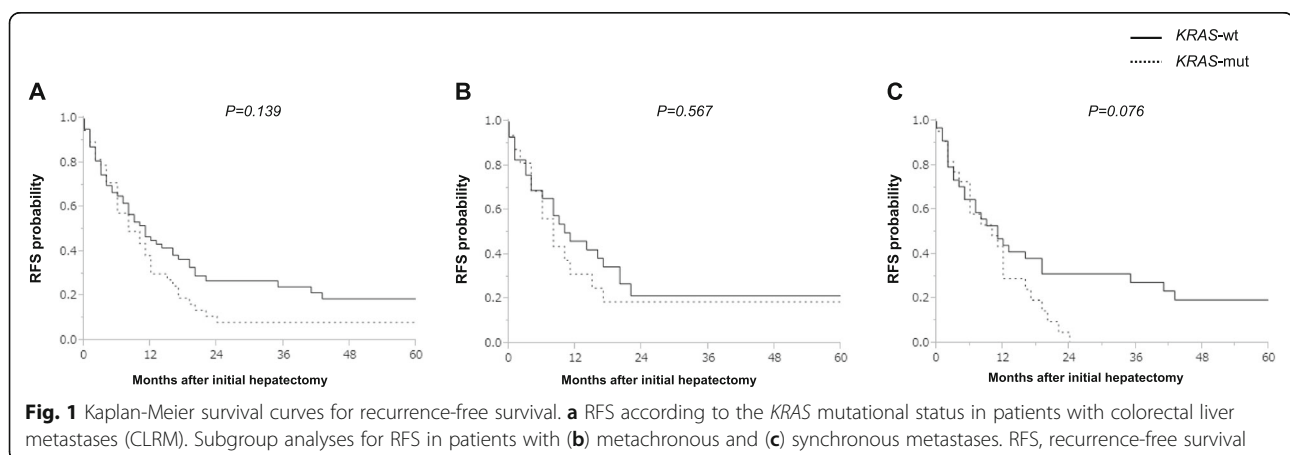 KRAS-wt
KRAS-mut
A
P=0.139
RFS probability
1.0
0.8
0.6
0.4
0.2
0.0
0 12 24 36 48 60
Months after initial hepatectomy
B
P=0.567
RFS probability
1.0
0.8
0.6
0.4
0.2
0.0
0 12 24 36 48 60
Months after initial hepatectomy
C
P=0.076
RFS probability
1.0
0.8
0.6
0.4
0.2
0.0
0 12 24 36 48 60
Months after initial hepatectomy
Fig. 1 Kaplan-Meier survival curves for recurrence-free survival. a RFS according to the KRAS mutational status in patients with colorectal liver
metastases (CLRM). Subgroup analyses for RFS in patients with (b) metachronous and (c) synchronous metastases. RFS, recurrence-free survival